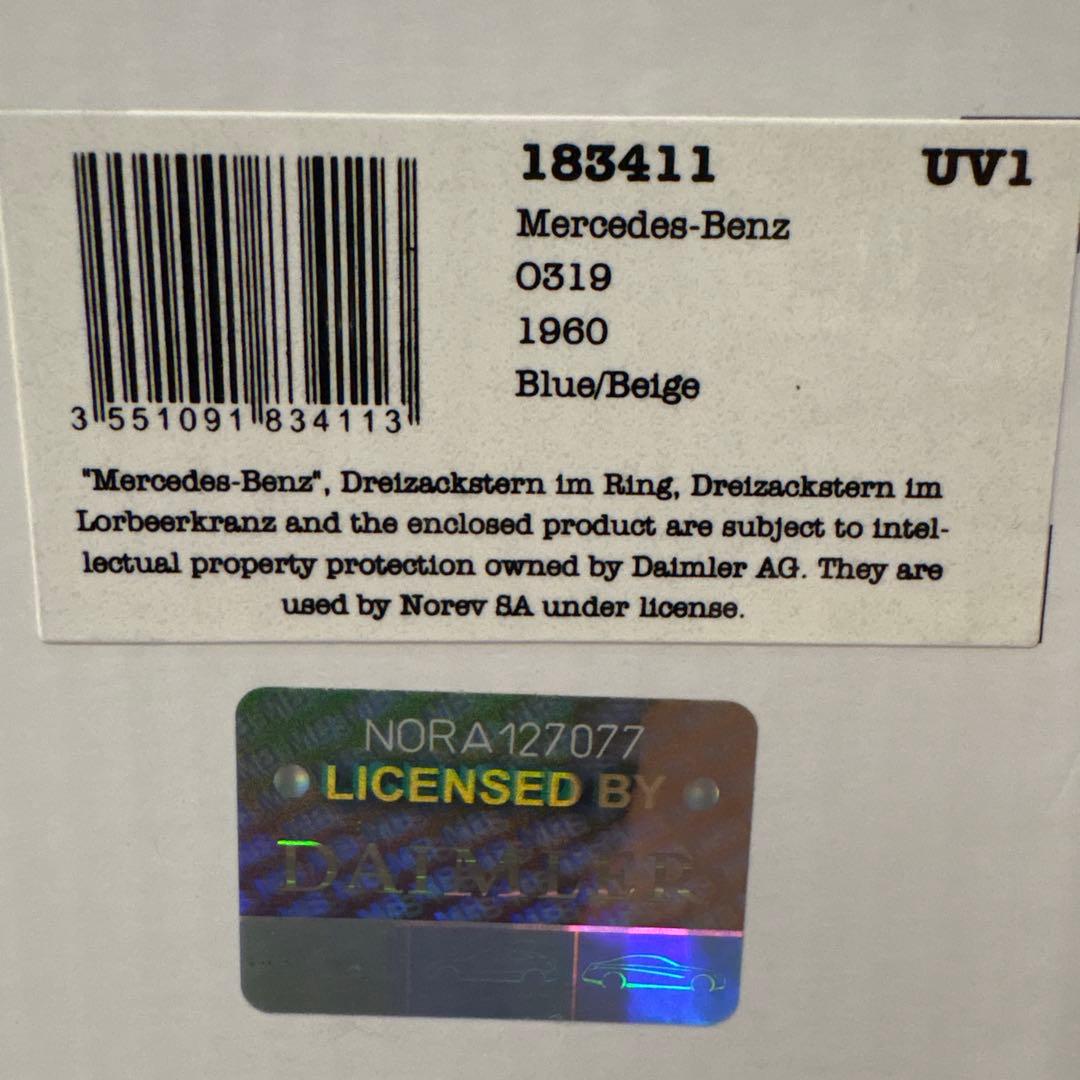 183411 UV1
Mercedes-Benz
O319
1960
Blue/Beige
3 551091 834113
"Mercedes-Benz", Dreizackstern im Ring, Dreizackstern im
Lorbeerkranz and the enclosed product are subject to intel-
lectual property protection owned by Daimler AG. They are
used by Norev SA under license.
NORA127077
LICENSED BY
DAIMLER